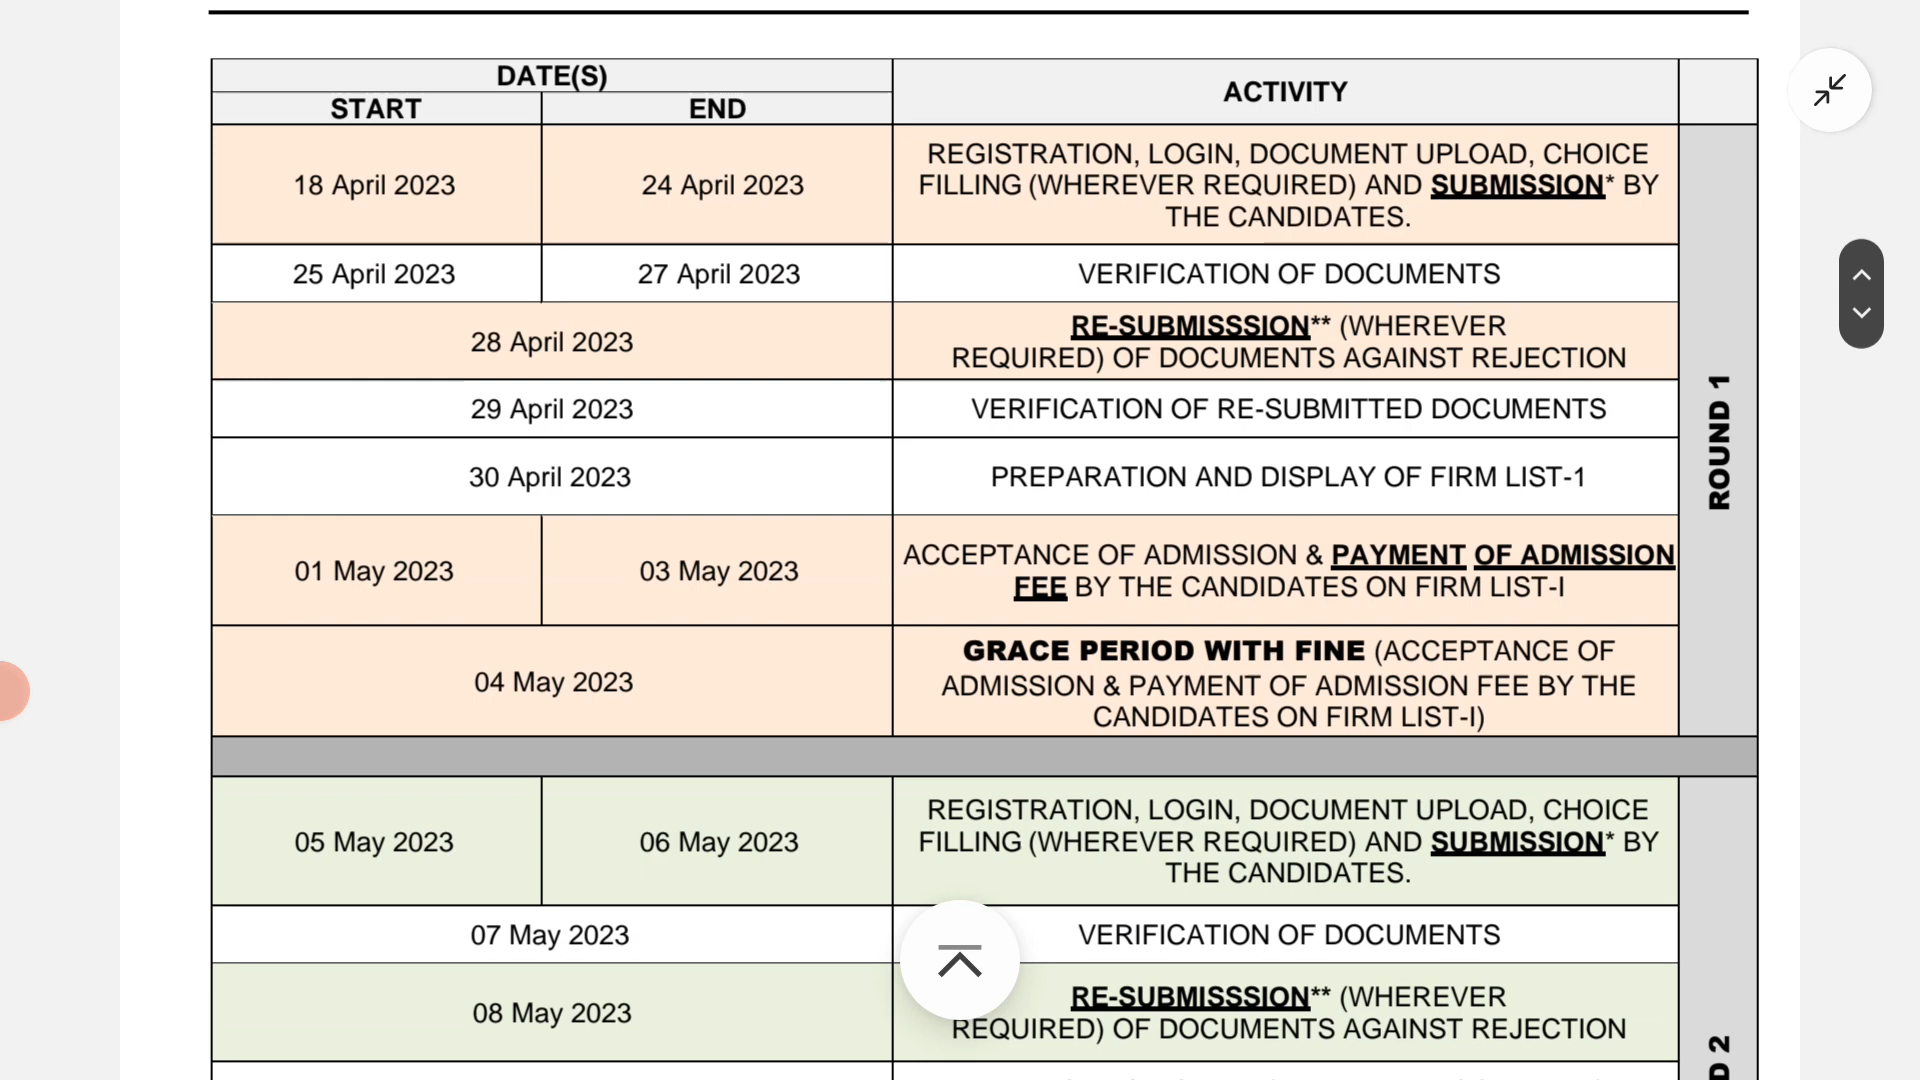 DATE(S)
START
END
ACTIVITY
18 April 2023
24 April 2023
REGISTRATION, LOGIN, DOCUMENT UPLOAD, CHOICE
FILLING (WHEREVER REQUIRED) AND SUBMISSION* BY
THE CANDIDATES.
25 April 2023
27 April 2023
VERIFICATION OF DOCUMENTS
28 April 2023
RE-SUBMISSSION** (WHEREVER
REQUIRED) OF DOCUMENTS AGAINST REJECTION
29 April 2023
VERIFICATION OF RE-SUBMITTED DOCUMENTS
30 April 2023
PREPARATION AND DISPLAY OF FIRM LIST-1
01 May 2023
03 May 2023
ACCEPTANCE OF ADMISSION & PAYMENT OF ADMISSION
FEE BY THE CANDIDATES ON FIRM LIST-I
04 May 2023
GRACE PERIOD WITH FINE (ACCEPTANCE OF
ADMISSION & PAYMENT OF ADMISSION FEE BY THE
CANDIDATES ON FIRM LIST-I)
ROUND 1
05 May 2023
06 May 2023
REGISTRATION, LOGIN, DOCUMENT UPLOAD, CHOICE
FILLING (WHEREVER REQUIRED) AND SUBMISSION* BY
THE CANDIDATES.
07 May 2023
VERIFICATION OF DOCUMENTS
08 May 2023
RE-SUBMISSSION** (WHEREVER
REQUIRED) OF DOCUMENTS AGAINST REJECTION
D 2